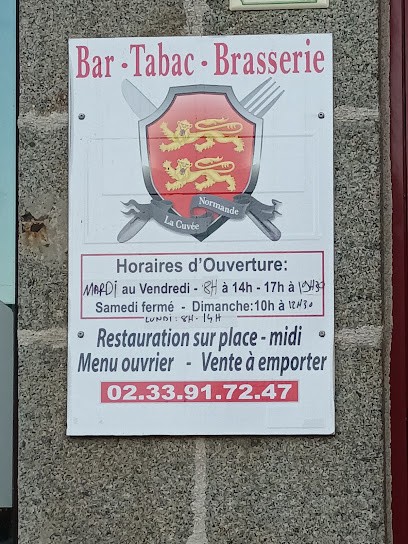 Bar - Tabac - Brasserie
La Cuvée Normande
Horaires d'Ouverture:
MARDI au Vendredi - 8H à 14h - 17h à 19H30
Samedi fermé - Dimanche:10h à 12H30
LUNDI : 8H - 14H
Restauration sur place - midi
Menu ouvrier - Vente à emporter
02.33.91.72.47